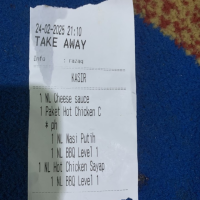 24-02-2025 21:10
TAKE AWAY
KASIR
1 NL Cheese sauce
1 Paket Hot Chicken C
* ph
1 NL Nasi Putih
1 NL BBQ Level 1
1 NL Hot Chicken Sayap
1 NL BBQ Level 1